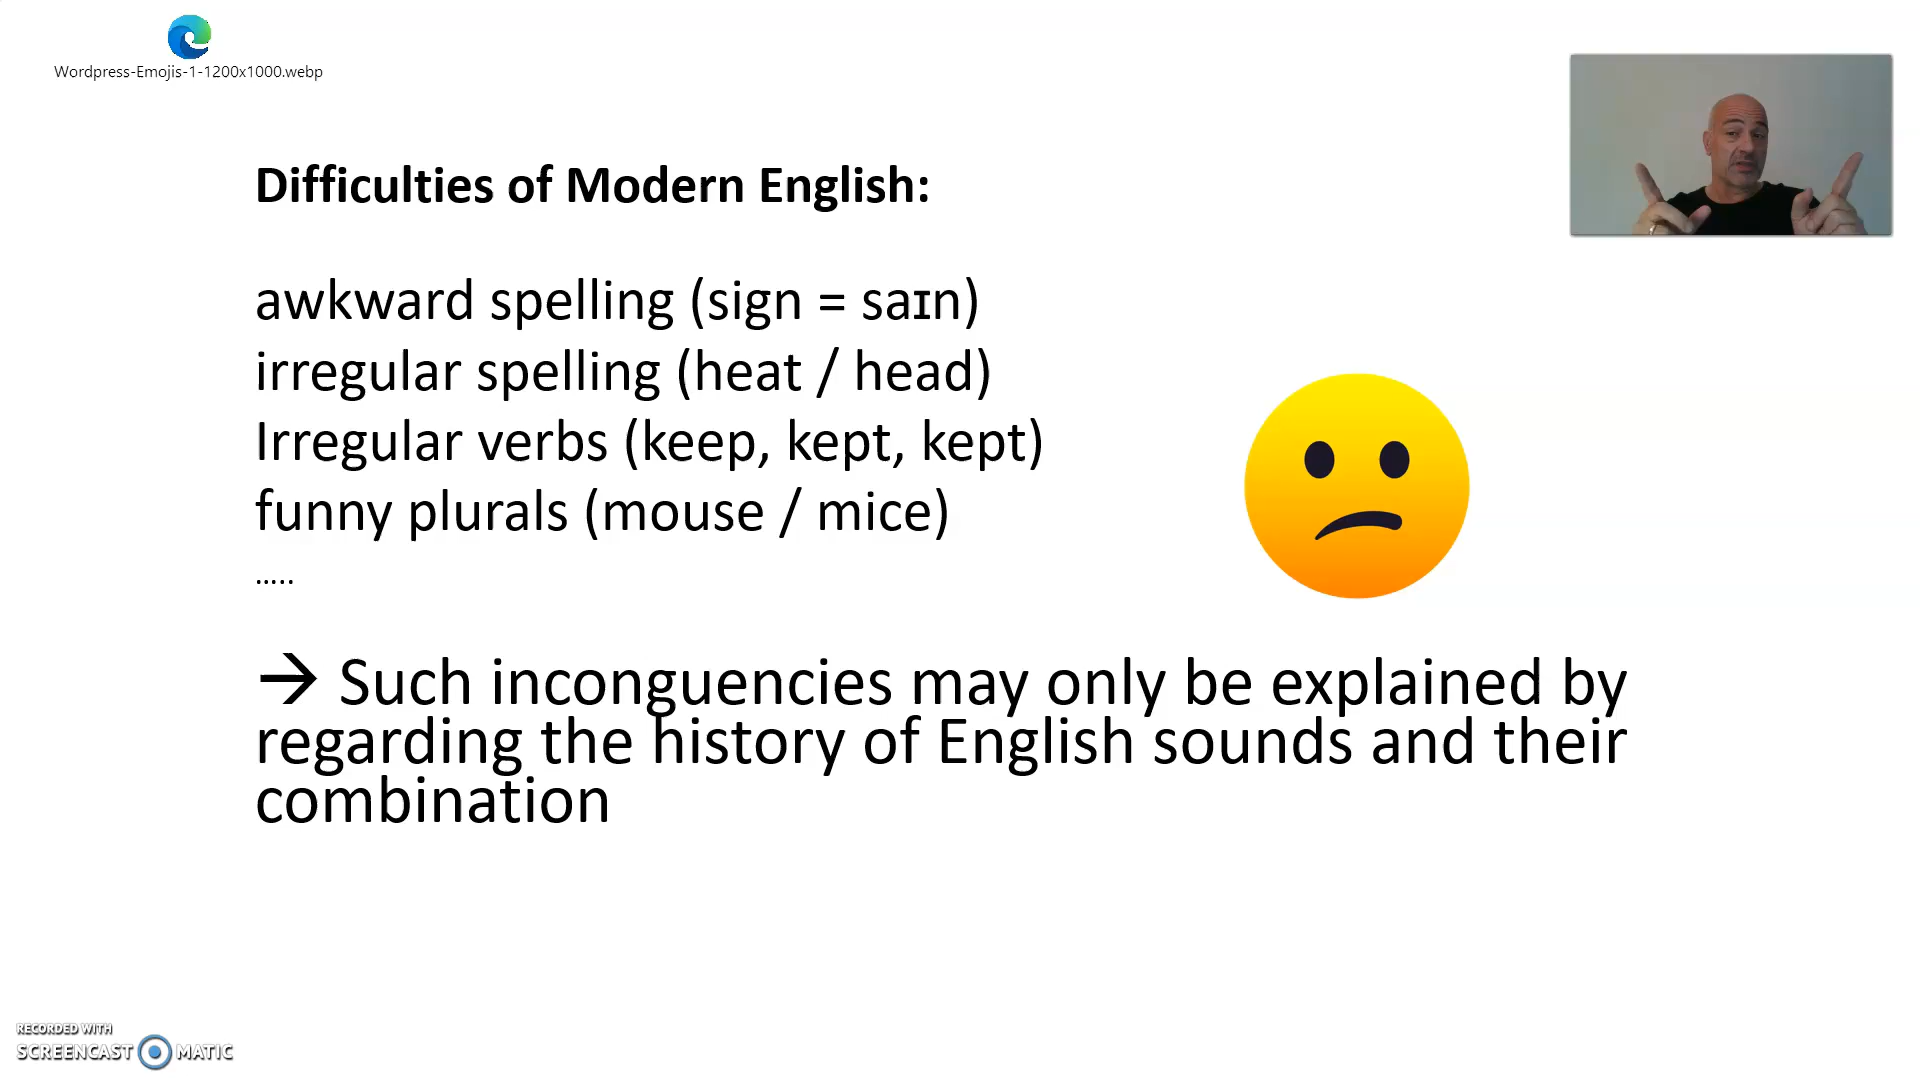 Wordpress-Emojis-1-1200x1000.webp
Difficulties of Modern English:
awkward spelling (sign = saɪn)
irregular spelling (heat / head)
Irregular verbs (keep, kept, kept)
funny plurals (mouse / mice)
.....
→ Such inconguencies may only be explained by
regarding the history of English sounds and their
combination
RECORDED WITH
SCREENCAST MATIC